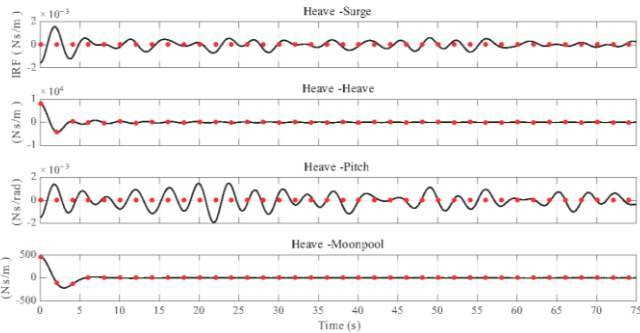 Heave -Surge
× 10⁻³
2
0
-2
IRF (Ns/m )
Heave -Heave
× 10⁴
1
0
-1
(Ns/m )
Heave -Pitch
× 10⁻³
2
0
-2
(Ns/rad)
Heave -Moonpool
500
0
-500
(Ns/m )
0 5 10 15 20 25 30 35 40 45 50 55 60 65 70 75
Time (s)